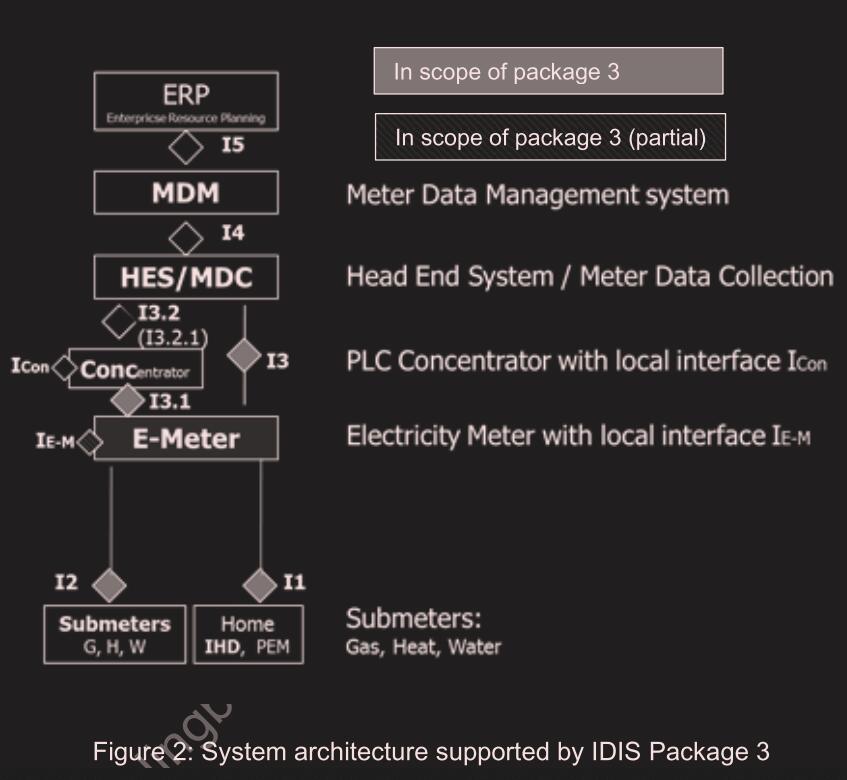 In scope of package 3
ERP
Enterpricse Resource Planning
I5
In scope of package 3 (partial)
MDM
Meter Data Management system
I4
HES/MDC
Head End System / Meter Data Collection
I3.2
(I3.2.1)
ICon
Concentrator
I3
PLC Concentrator with local interface ICon
I3.1
IE-M
E-Meter
Electricity Meter with local interface IE-M
I2
I1
Submeters
G, H, W
Home
IHD, PEM
Submeters:
Gas, Heat, Water
Figure 2: System architecture supported by IDIS Package 3